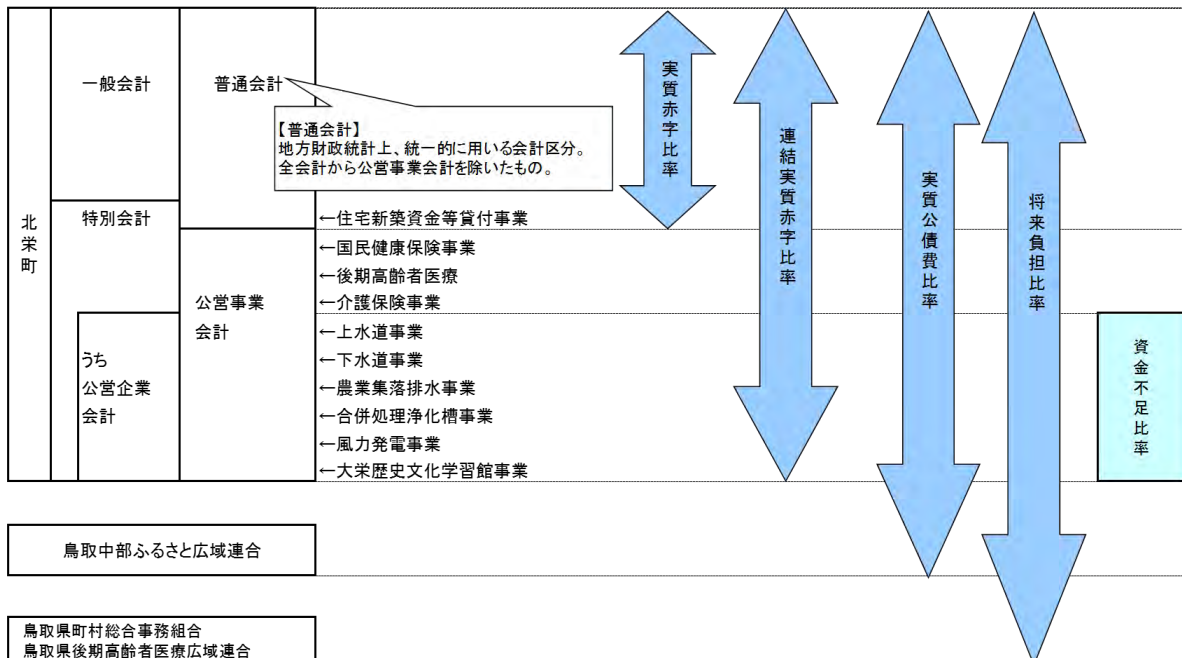 北栄町
一般会計
普通会計
【普通会計】
地方財政統計上、統一的に用いる会計区分。
全会計から公営事業会計を除いたもの。
特別会計
←住宅新築資金等貸付事業
←国民健康保険事業
←後期高齢者医療
←介護保険事業
公営事業
会計
うち
公営企業
会計
←上水道事業
←下水道事業
←農業集落排水事業
←合併処理浄化槽事業
←風力発電事業
←大栄歴史文化学習館事業
実質赤字比率
連結実質赤字比率
実質公債費比率
将来負担比率
資金不足比率
鳥取中部ふるさと広域連合
鳥取県町村総合事務組合
鳥取県後期高齢者医療広域連合